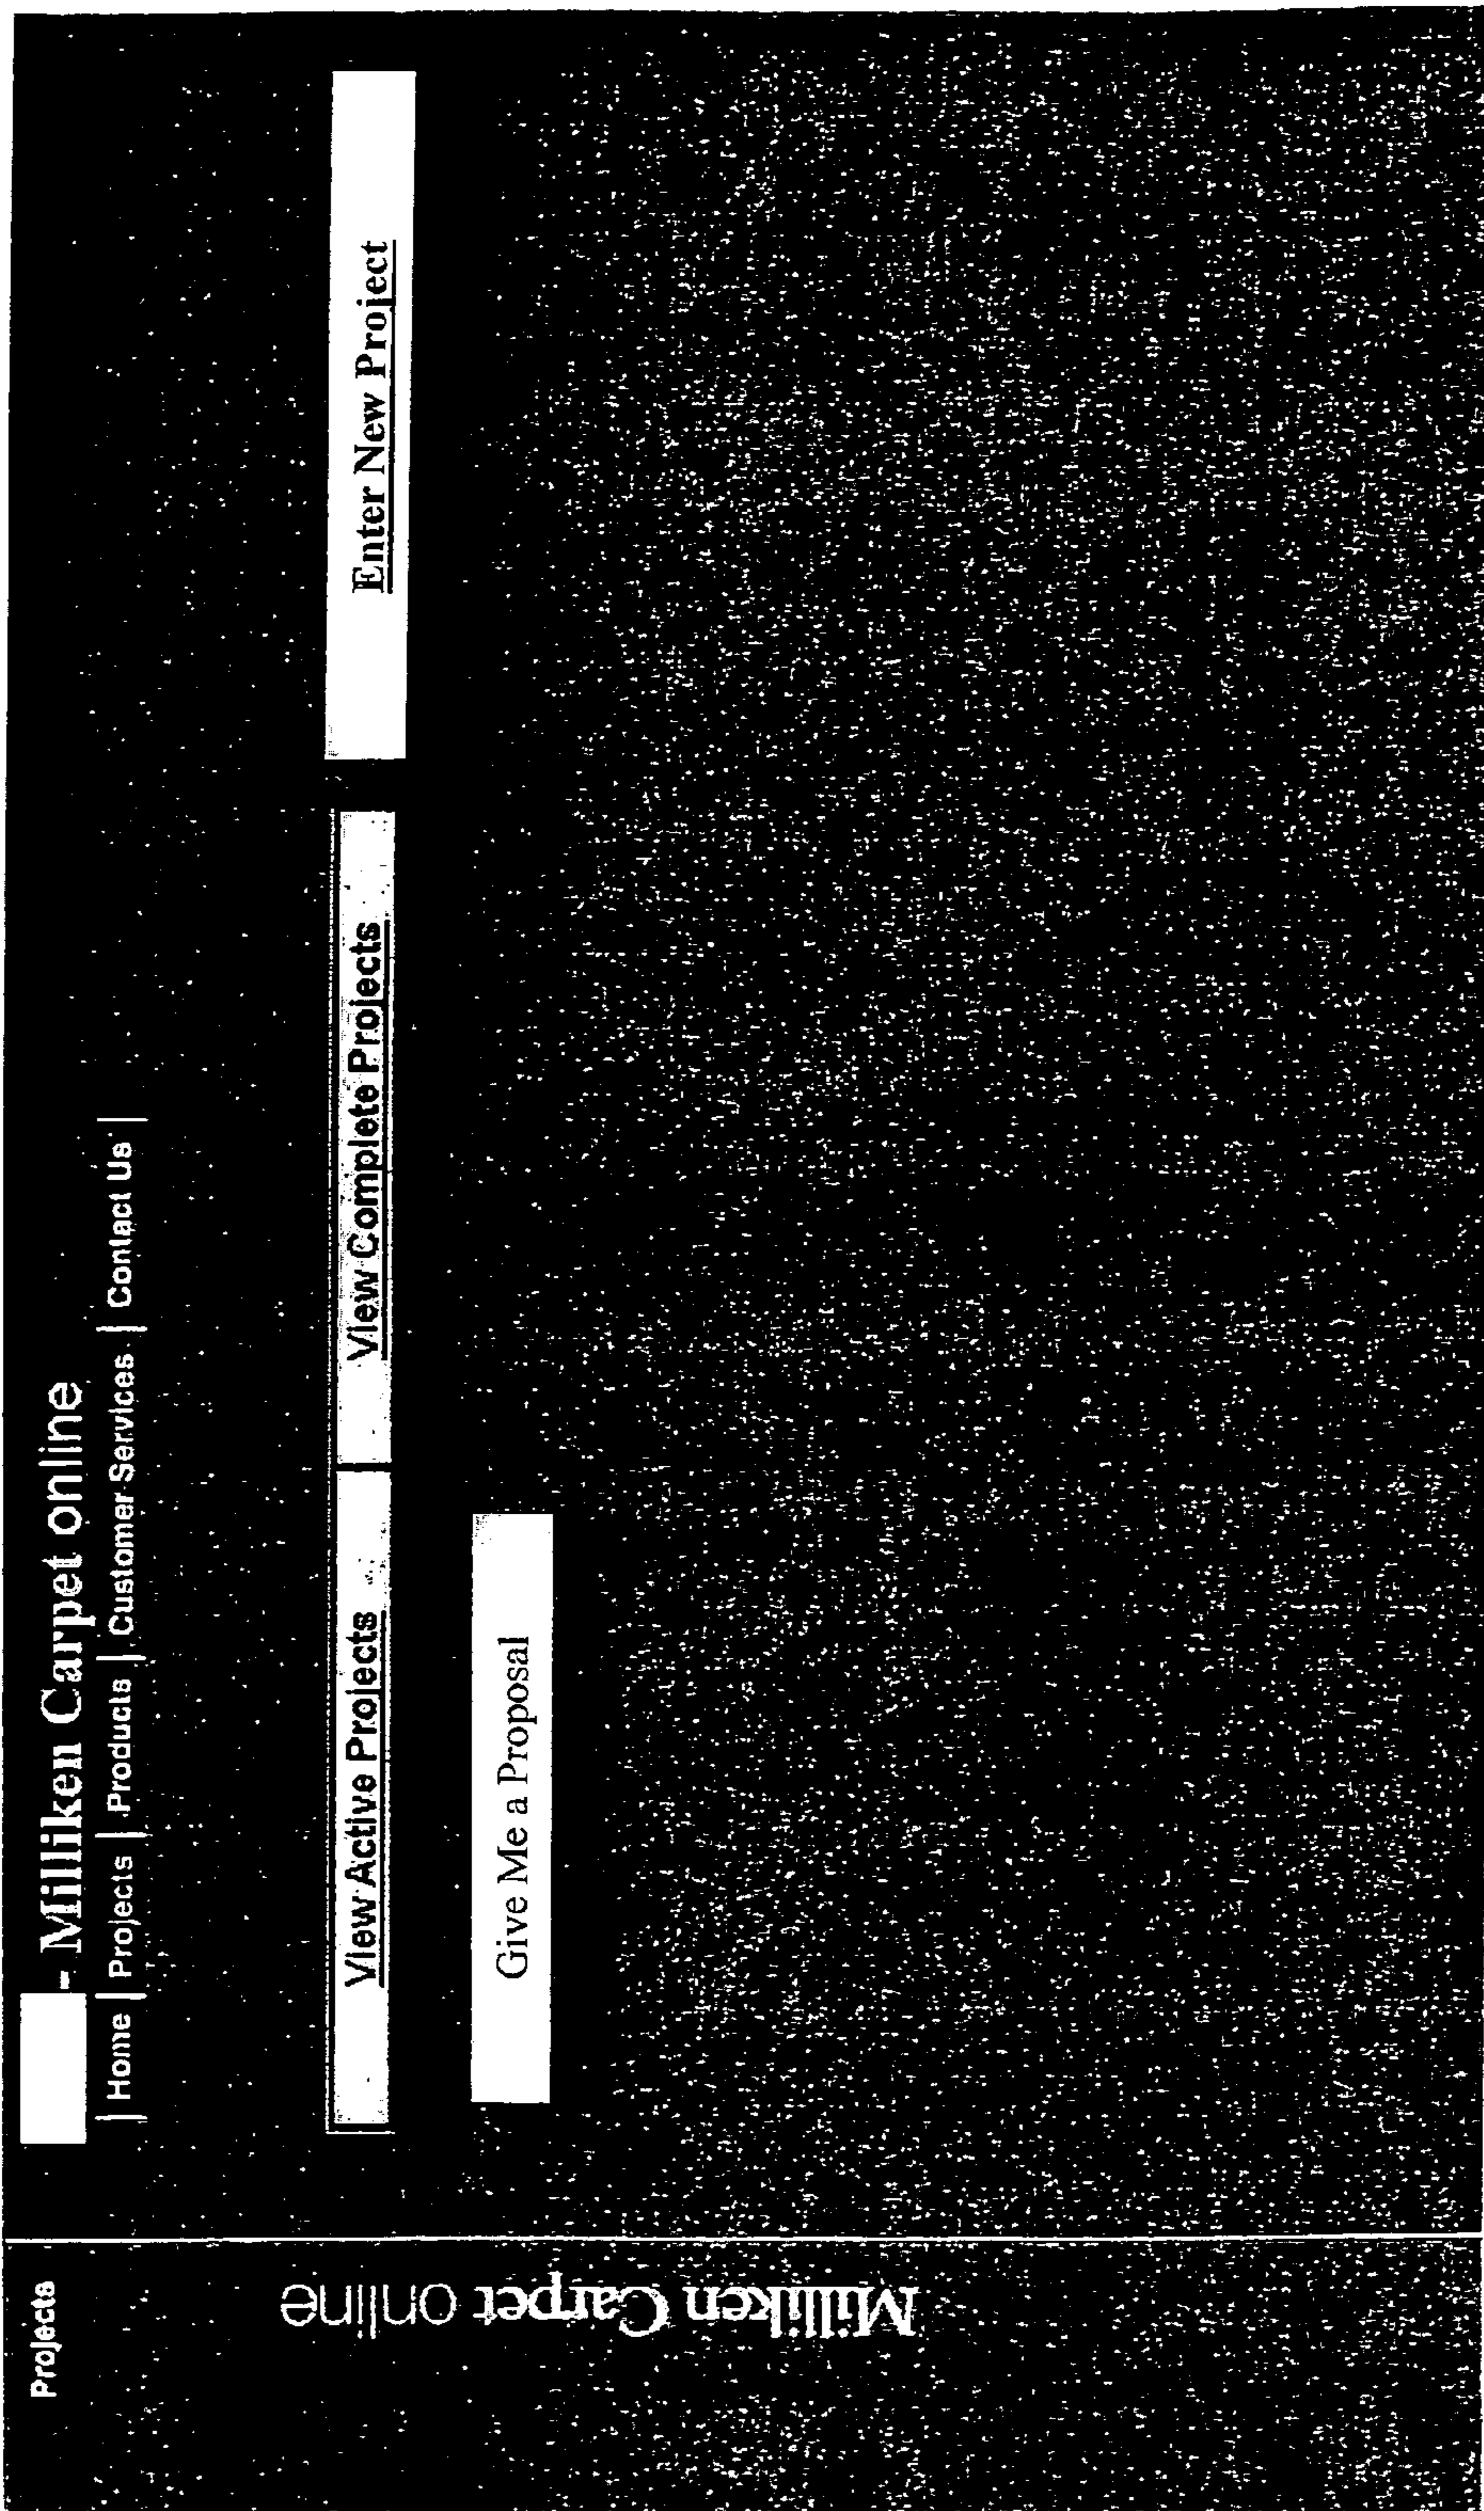 Projects
- Milliken Carpet online
| Home | Projects | Products | Customer Services | Contact Us |
View Active Projects View Complete Projects Enter New Project
Give Me a Proposal
Milliken Carpet online